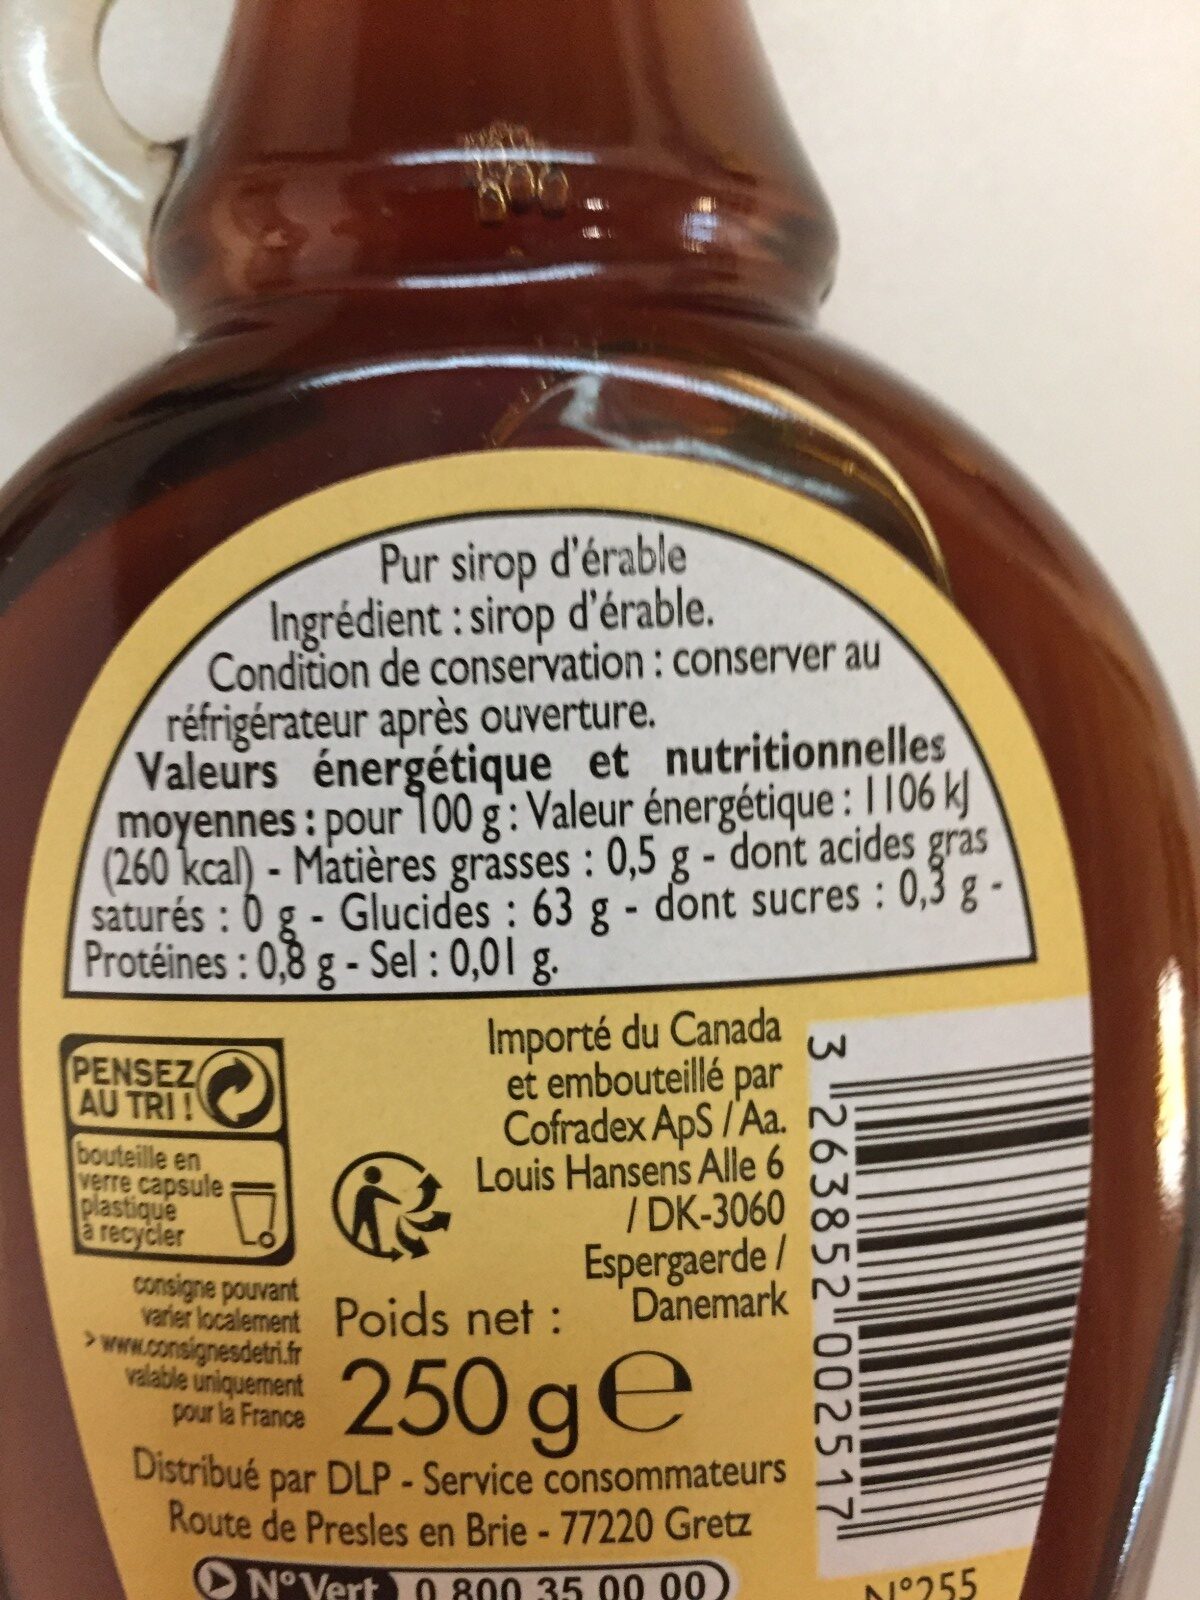 Pur sirop d'érable
Ingrédient : sirop d'érable.
Condition de conservation : conserver au
réfrigérateur après ouverture.
Valeurs énergétique et nutritionnelles
moyennes : pour 100 g : Valeur énergétique : 1106 kJ
(260 kcal) - Matières grasses : 0,5 g - dont acides gras
saturés : 0 g - Glucides : 63 g - dont sucres : 0,3 g -
Protéines : 0,8 g - Sel : 0,01 g.
PENSEZ
AU TRI !
bouteille en
verre capsule
plastique
à recycler
consigne pouvant
varier localement
> www.consignesdetri.fr
valable uniquement
pour la France
Importé du Canada
et embouteillé par
Cofradex ApS / Aa.
Louis Hansens Alle 6
/ DK-3060
Espergaerde /
Danemark
Poids net :
250 g e
Distribué par DLP - Service consommateurs
Route de Presles en Brie - 77220 Gretz
N° Vert 0 800 35 00 00
3 263852 002517
N°255